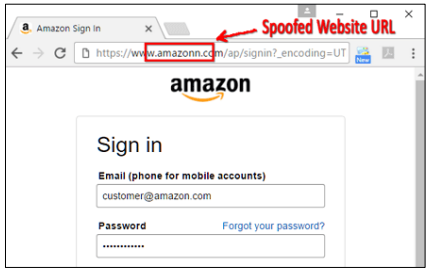 Amazon Sign In
Spoofed Website URL
https://www.amazonn.com/ap/signin?_encoding=UT
New
amazon
Sign in
Email (phone for mobile accounts)
customer@amazon.com
Password Forgot your password?
••••••••••••